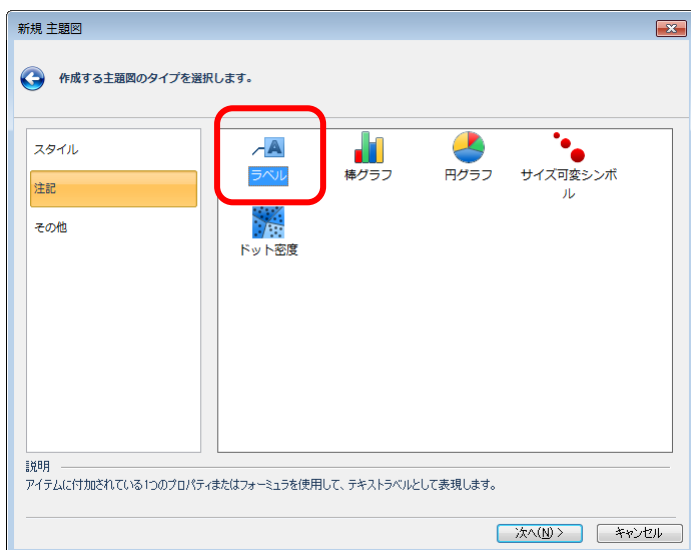 新規 主題図
作成する主題図のタイプを選択します。
スタイル
注記
その他
A
ラベル
棒グラフ
円グラフ
サイズ可変シンボ
ル
ドット密度
説明
アイテムに付加されている1つのプロパティまたはフォーミュラを使用して、テキストラベルとして表現します。
次へ(N) >
キャンセル